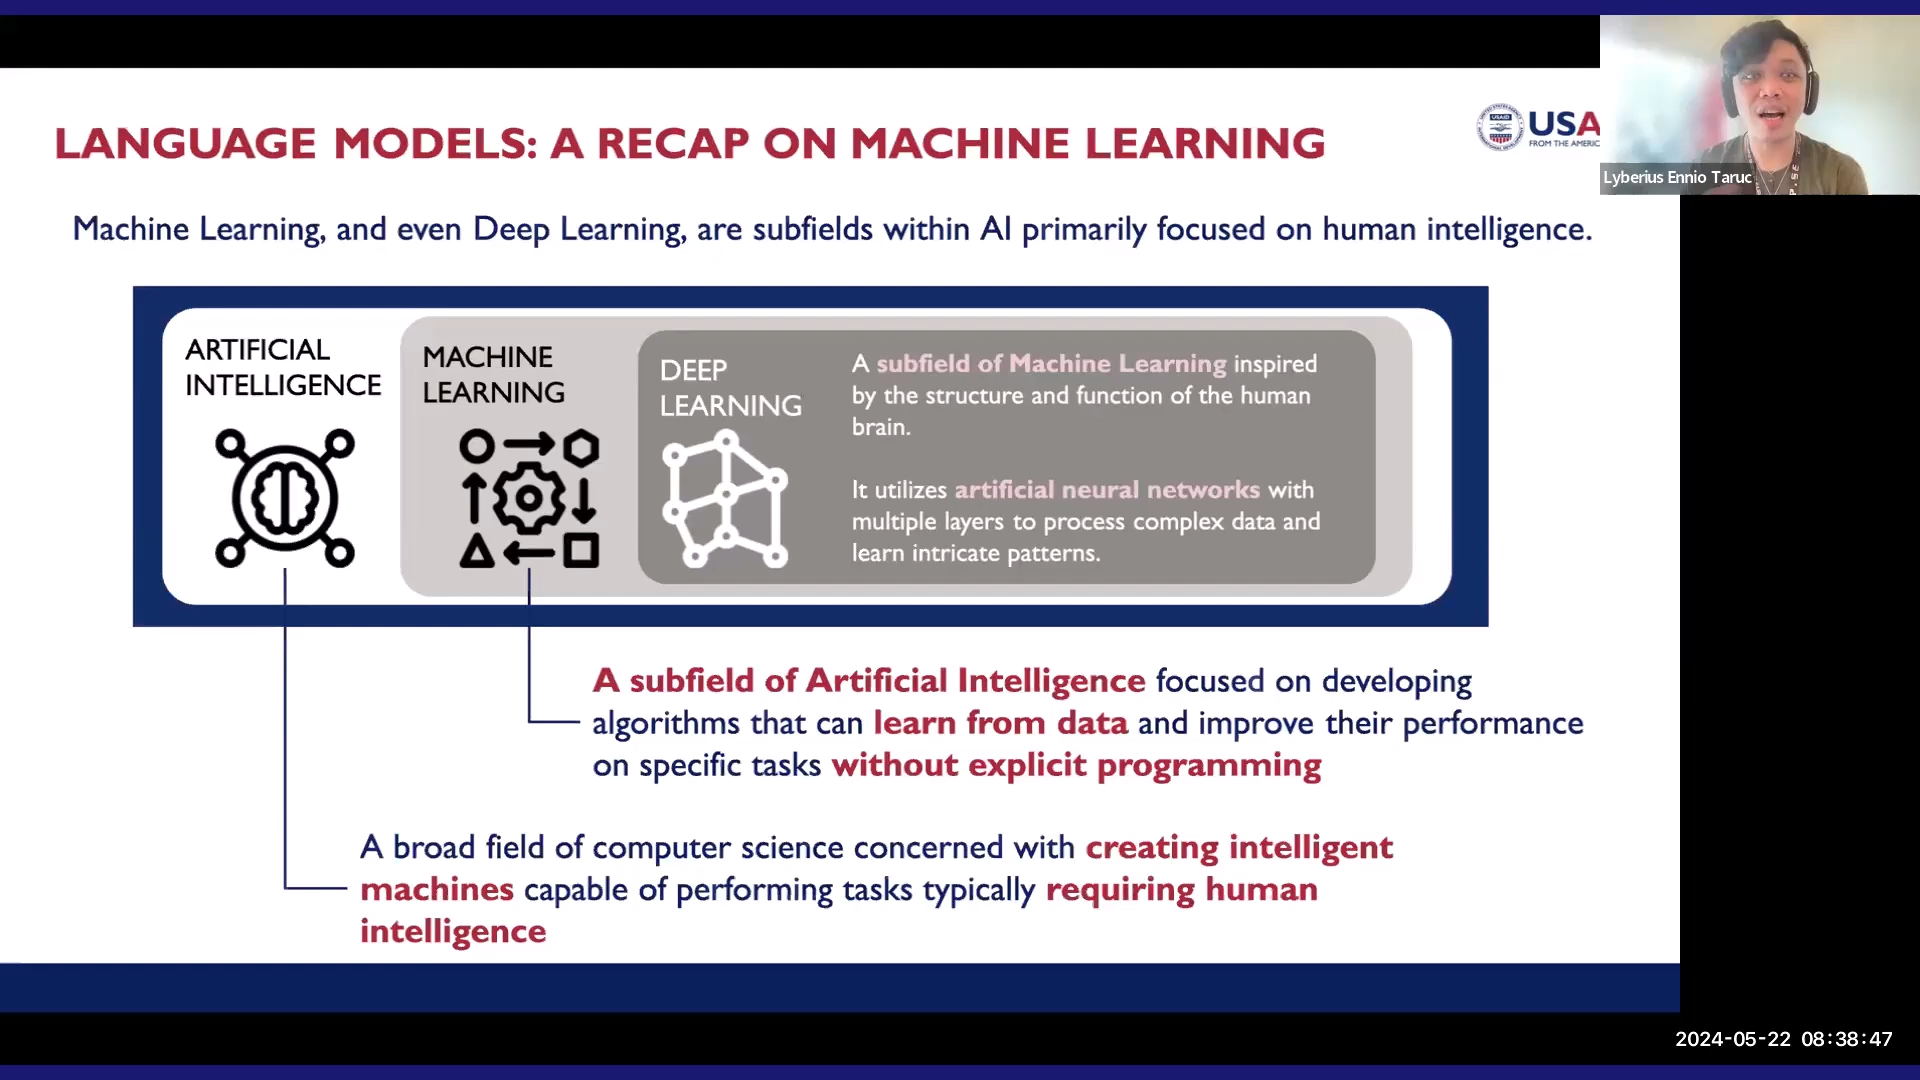 LANGUAGE MODELS: A RECAP ON MACHINE LEARNING
USAID
USA
FROM THE AMERIC
Lyberius Ennio Taruc
Machine Learning, and even Deep Learning, are subfields within AI primarily focused on human intelligence.
ARTIFICIAL
INTELLIGENCE
MACHINE
LEARNING
DEEP
LEARNING
A subfield of Machine Learning inspired
by the structure and function of the human
brain.
It utilizes artificial neural networks with
multiple layers to process complex data and
learn intricate patterns.
A subfield of Artificial Intelligence focused on developing
algorithms that can learn from data and improve their performance
on specific tasks without explicit programming
A broad field of computer science concerned with creating intelligent
machines capable of performing tasks typically requiring human
intelligence
2024-05-22 08:38:47